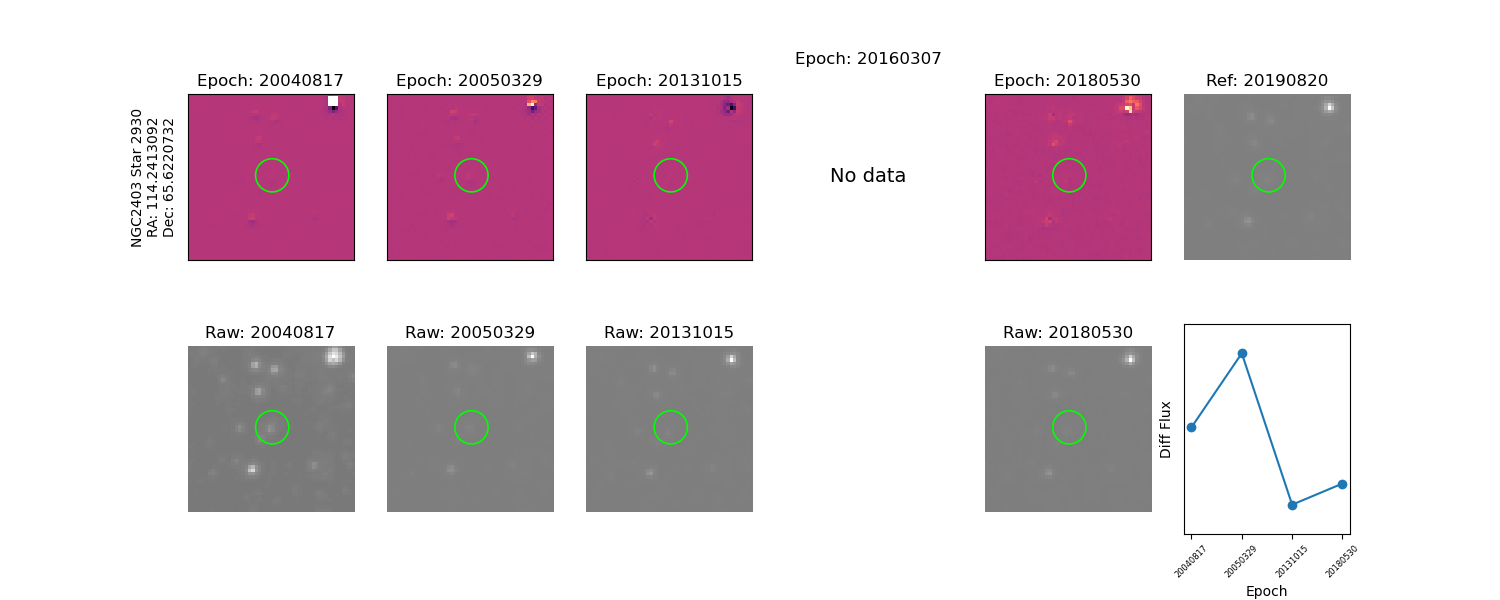 Epoch: 20160307
Epoch: 20040817
Epoch: 20050329
Epoch: 20131015
Epoch: 20180530
Ref: 20190820
NGC2403 Star 2930
RA: 114.2413092
Dec: 65.6220732
No data
Raw: 20040817
Raw: 20050329
Raw: 20131015
Raw: 20180530
Diff Flux
20040817
20050329
20131015
20180530
Epoch